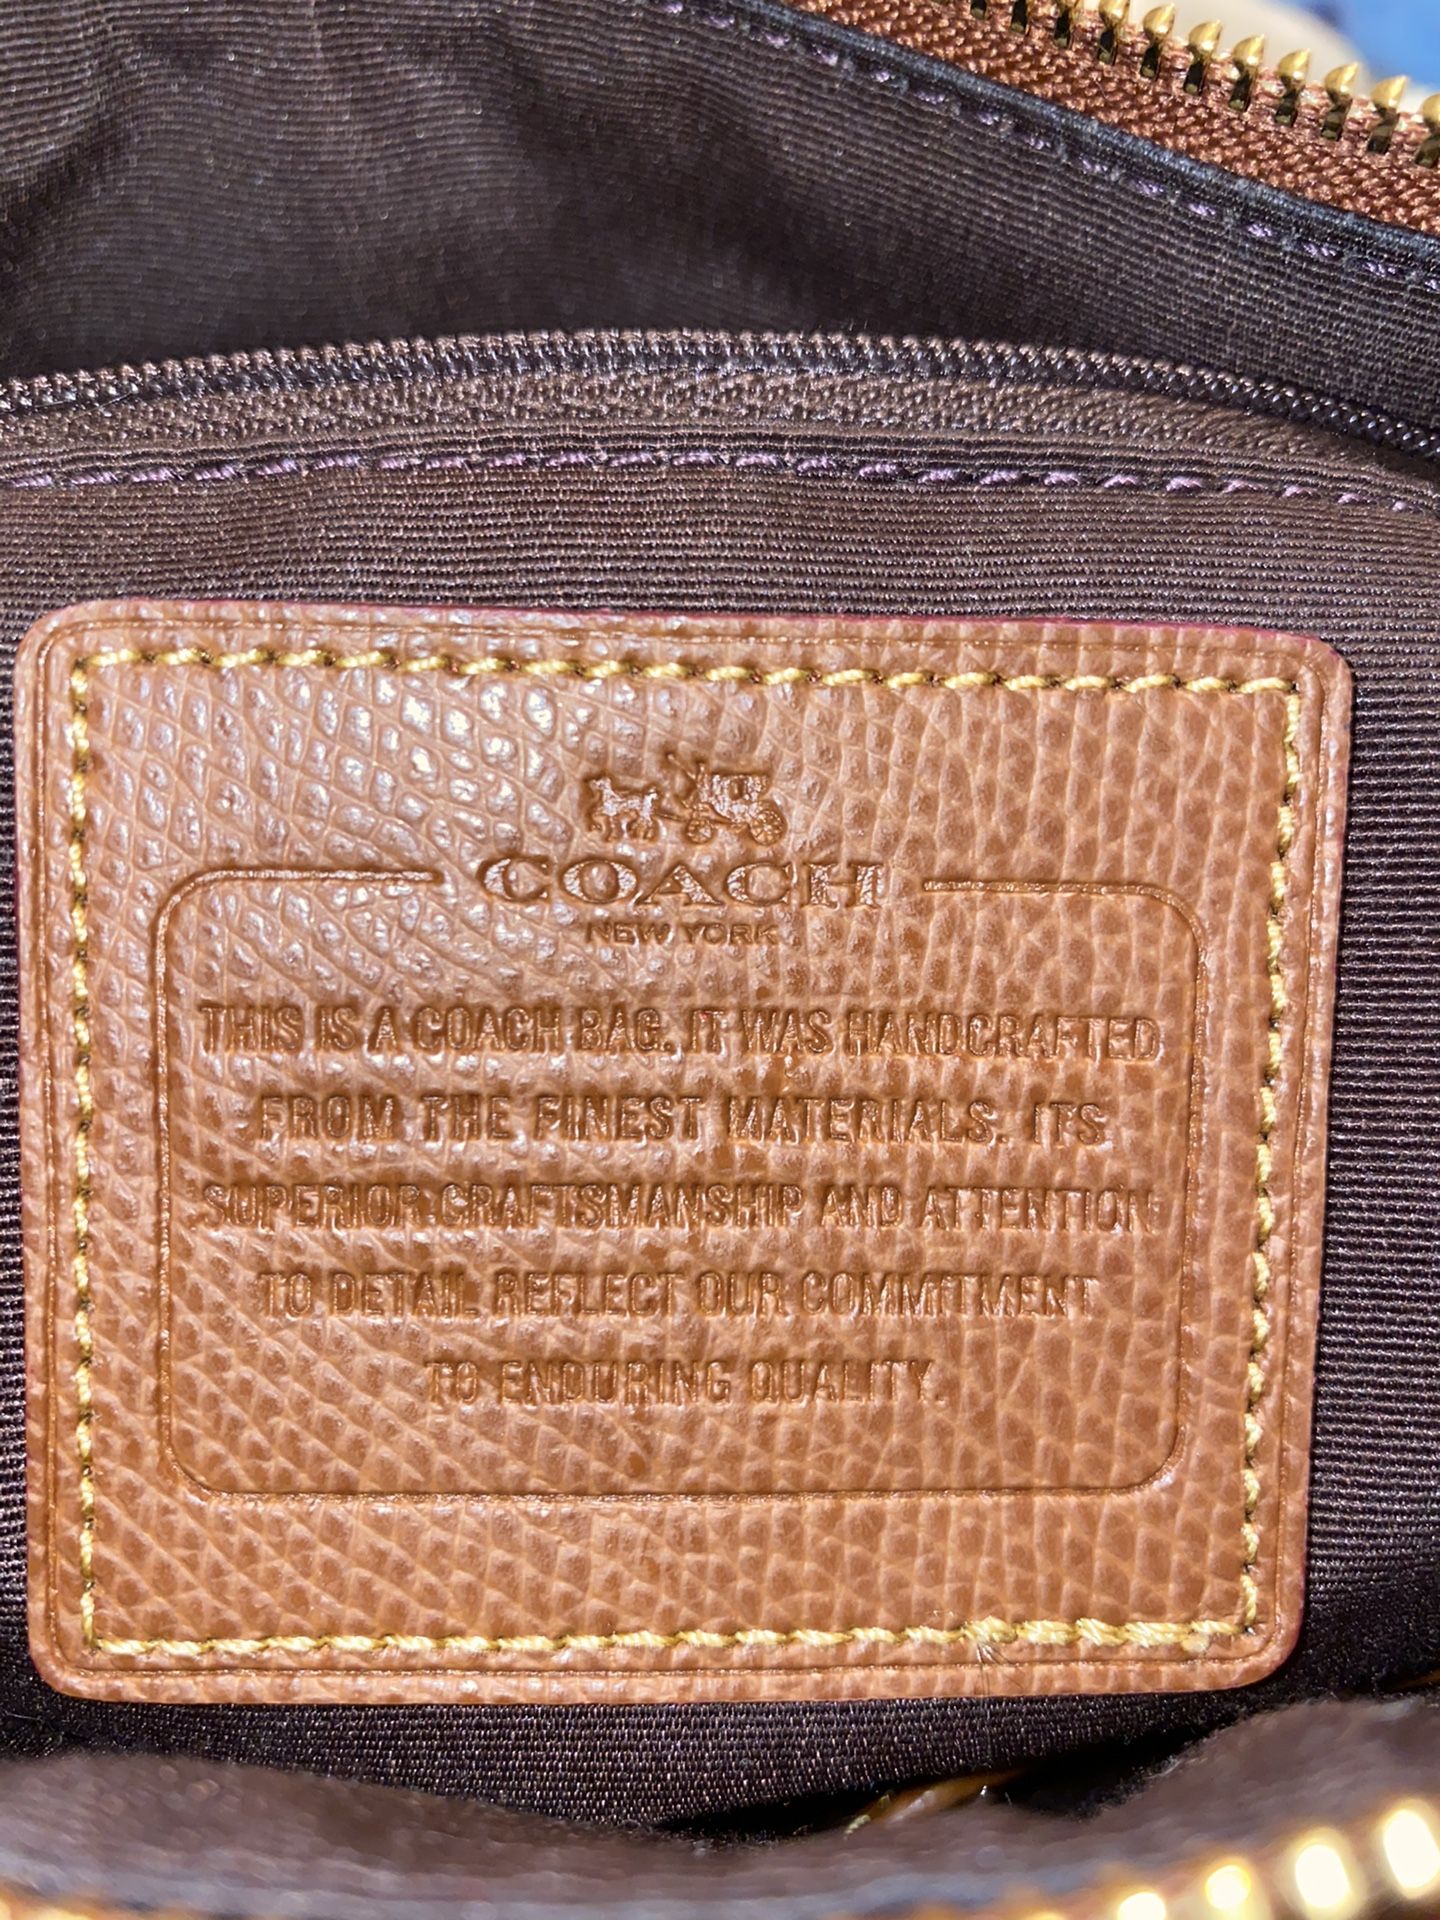 COACH
NEW YORK
THIS IS A COACH BAG. IT WAS HANDCRAFTED
FROM THE FINEST MATERIALS. ITS
SUPERIOR CRAFTSMANSHIP AND ATTENTION
TO DETAIL REFLECT OUR COMMITMENT
TO ENDURING QUALITY.